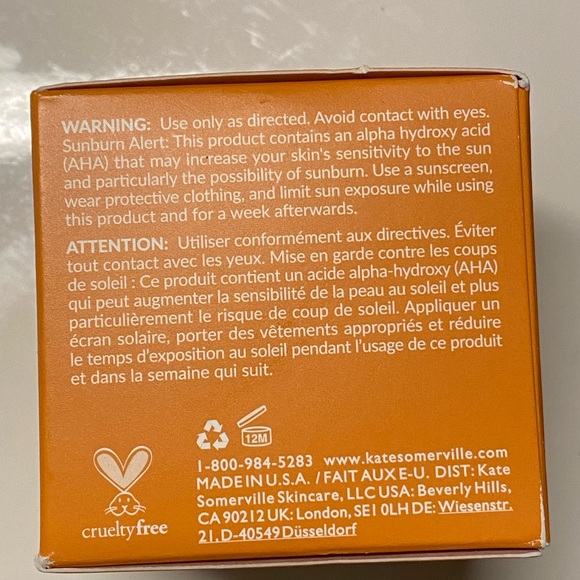 WARNING: Use only as directed. Avoid contact with eyes.
Sunburn Alert: This product contains an alpha hydroxy acid
(AHA) that may increase your skin's sensitivity to the sun
and particularly the possibility of sunburn. Use a sunscreen,
wear protective clothing, and limit sun exposure while using
this product and for a week afterwards.
ATTENTION: Utiliser conformément aux directives. Éviter
tout contact avec les yeux. Mise en garde contre les coups
de soleil : Ce produit contient un acide alpha-hydroxy (AHA)
qui peut augmenter la sensibilité de la peau au soleil et plus
particulièrement le risque de coup de soleil. Appliquer un
écran solaire, porter des vêtements appropriés et réduire
le temps d'exposition au soleil pendant l'usage de ce produit
et dans la semaine qui suit.
12M
crueltyfree
1-800-984-5283 www.katesomerville.com
MADE IN U.S.A. / FAIT AUX E-U. DIST: Kate
Somerville Skincare, LLC USA: Beverly Hills,
CA 90212 UK: London, SE1 0LH DE: Wiesenstr.
21, D-40549 Düsseldorf